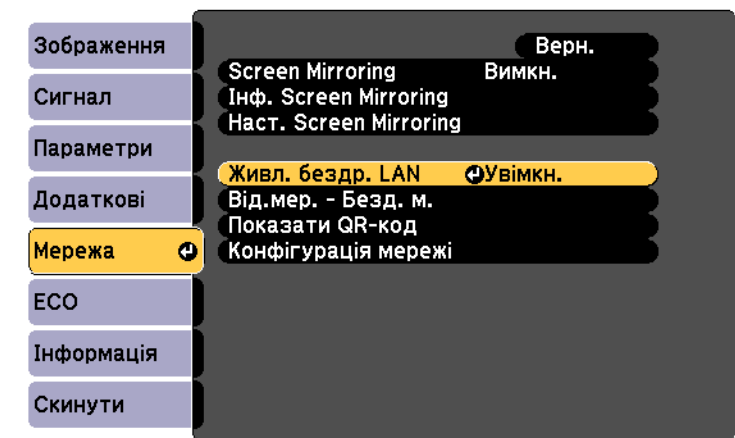 Зображення
Сигнал
Параметри
Додаткові
Мережа
ECO
Інформація
Скинути
Верн.
Screen Mirroring Вимкн.
Інф. Screen Mirroring
Наст. Screen Mirroring
Живл. бездр. LAN Увімкн.
Від.мер. - Безд. м.
Показати QR-код
Конфігурація мережі